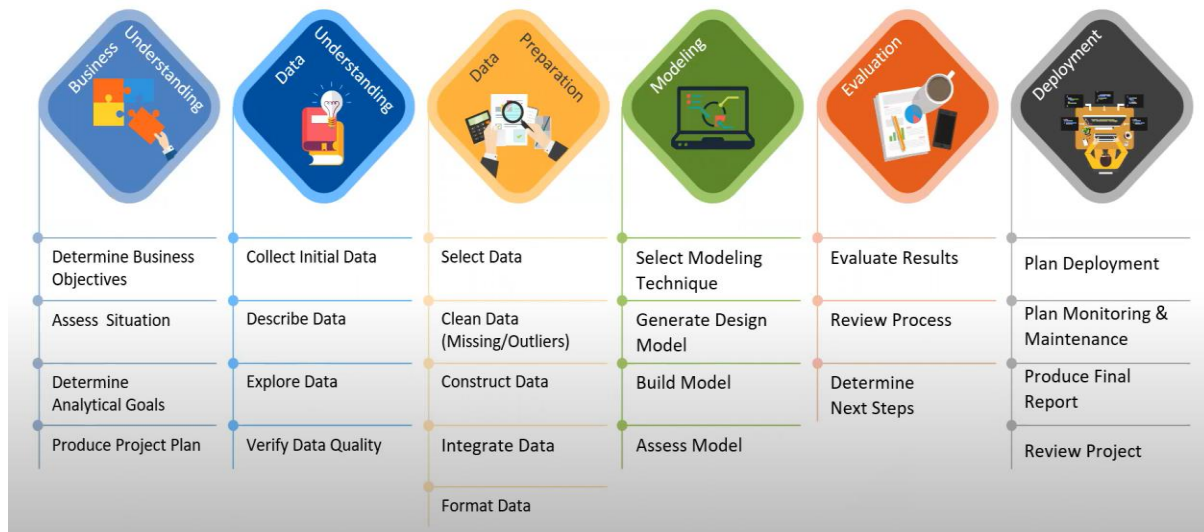 Business
Understanding
Data
Understanding
Data
Preparation
Modeling
Evaluation
Deployment
Determine Business
Objectives
Assess Situation
Determine
Analytical Goals
Produce Project Plan
Collect Initial Data
Describe Data
Explore Data
Verify Data Quality
Select Data
Clean Data
(Missing/Outliers)
Construct Data
Integrate Data
Format Data
Select Modeling
Technique
Generate Design
Model
Build Model
Assess Model
Evaluate Results
Review Process
Determine
Next Steps
Plan Deployment
Plan Monitoring &
Maintenance
Produce Final
Report
Review Project